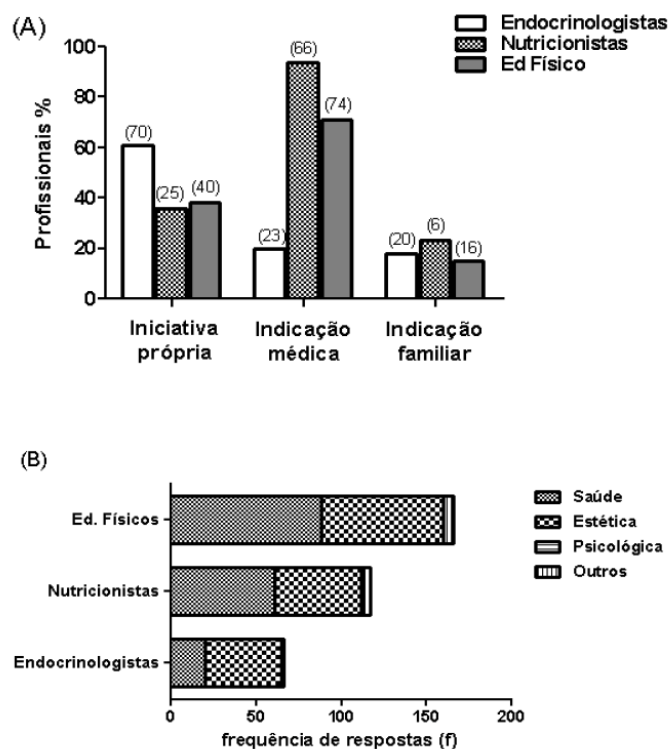 (A)
Endocrinologistas
Nutricionistas
Ed Físico
Profissionais %
100
80
60
40
20
0
(70)
(25)
(40)
(23)
(66)
(74)
(20)
(6)
(16)
Iniciativa
própria
Indicação
médica
Indicação
familiar
(B)
Ed. Físicos
Nutricionistas
Endocrinologistas
0
50
100
150
200
frequência de respostas (f)
Saúde
Estética
Psicológica
Outros